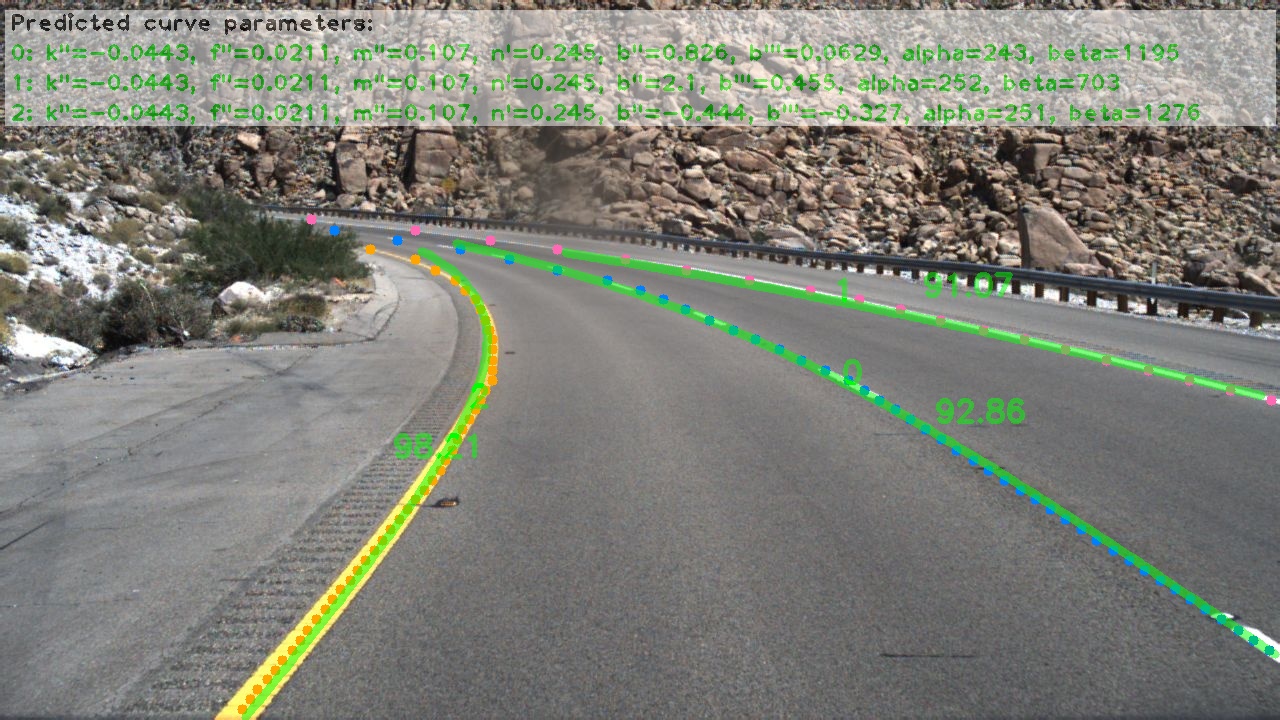 Predicted curve parameters:
0: k''=-0.0443, f''=0.0211, m''=0.107, n'=0.245, b''=0.826, b'''=0.0629, alpha=243, beta=1195
1: k''=-0.0443, f''=0.0211, m''=0.107, n'=0.245, b''=2.1, b'''=0.455, alpha=252, beta=703
2: k''=-0.0443, f''=0.0211, m''=0.107, n'=0.245, b''=-0.444, b'''=-0.327, alpha=251, beta=1276
1 91.07
0 92.86
98.21